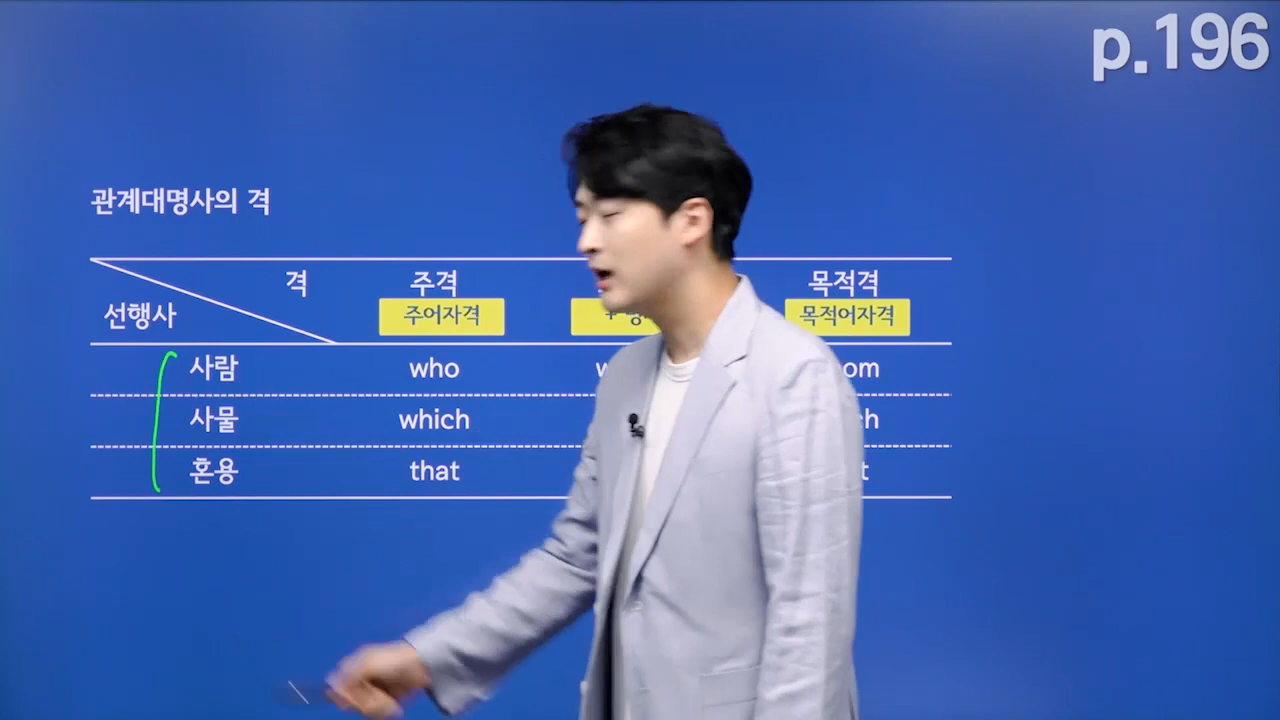 p.196
관계대명사의 격
격 주격 목적격
선행사 주어자격 목적어자격
사람 who
사물 which
혼용 that